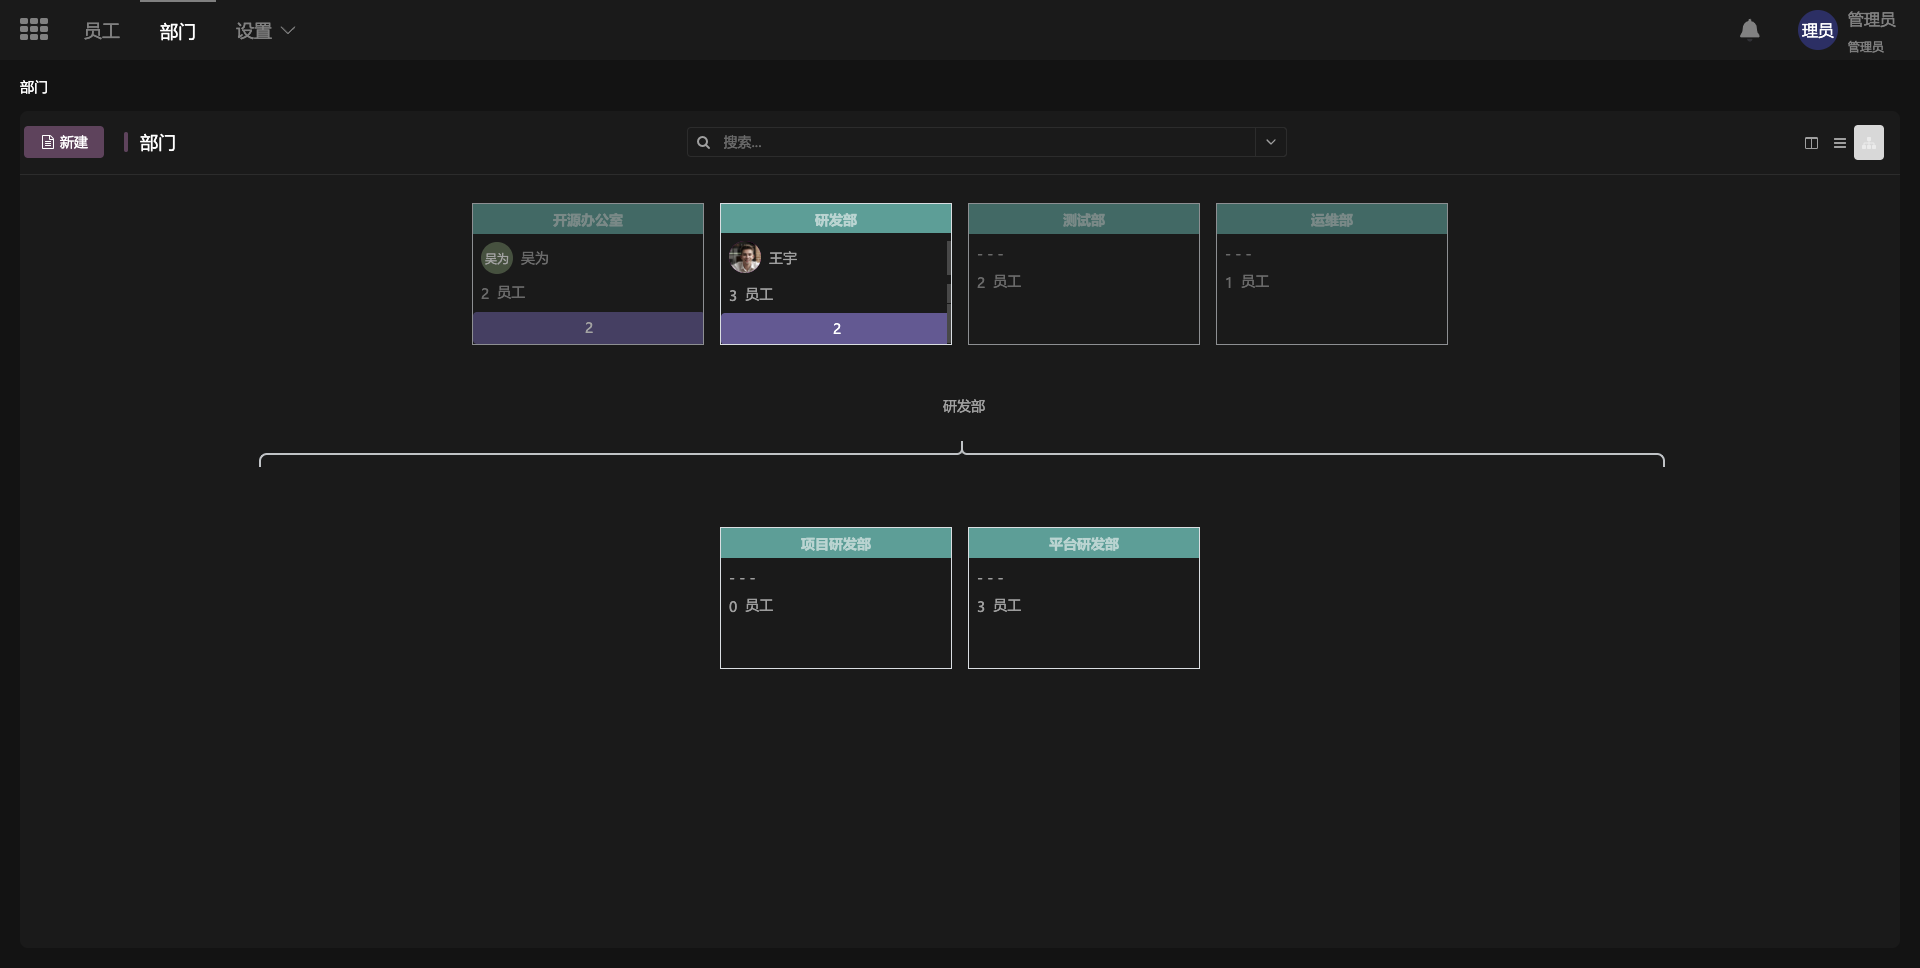 员工
部门
设置
理员
管理员
管理员
部门
新建
部门
搜索...
开源办公室
吴为
吴为
2 员工
2
研发部
王宇
3 员工
2
测试部
---
2 员工
运维部
---
1 员工
研发部
项目研发部
---
0 员工
平台研发部
---
3 员工